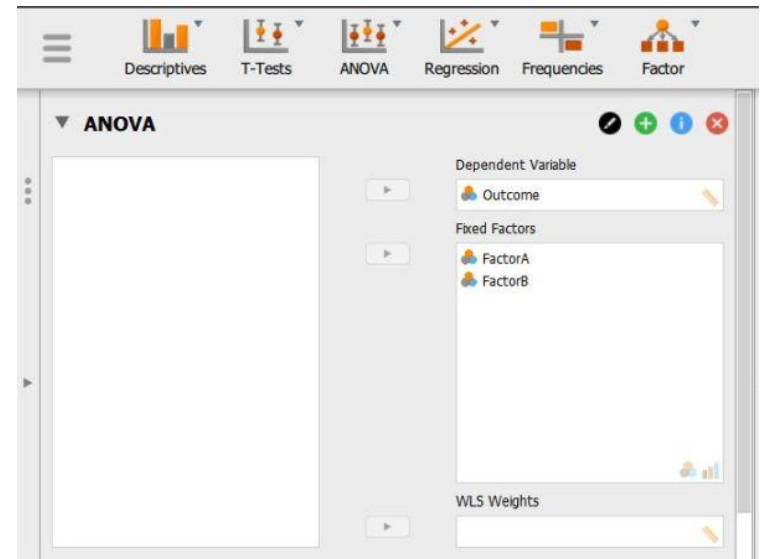 Descriptives T-Tests ANOVA Regression Frequencies Factor
ANOVA
Dependent Variable
Outcome
Fixed Factors
FactorA
FactorB
WLS Weights